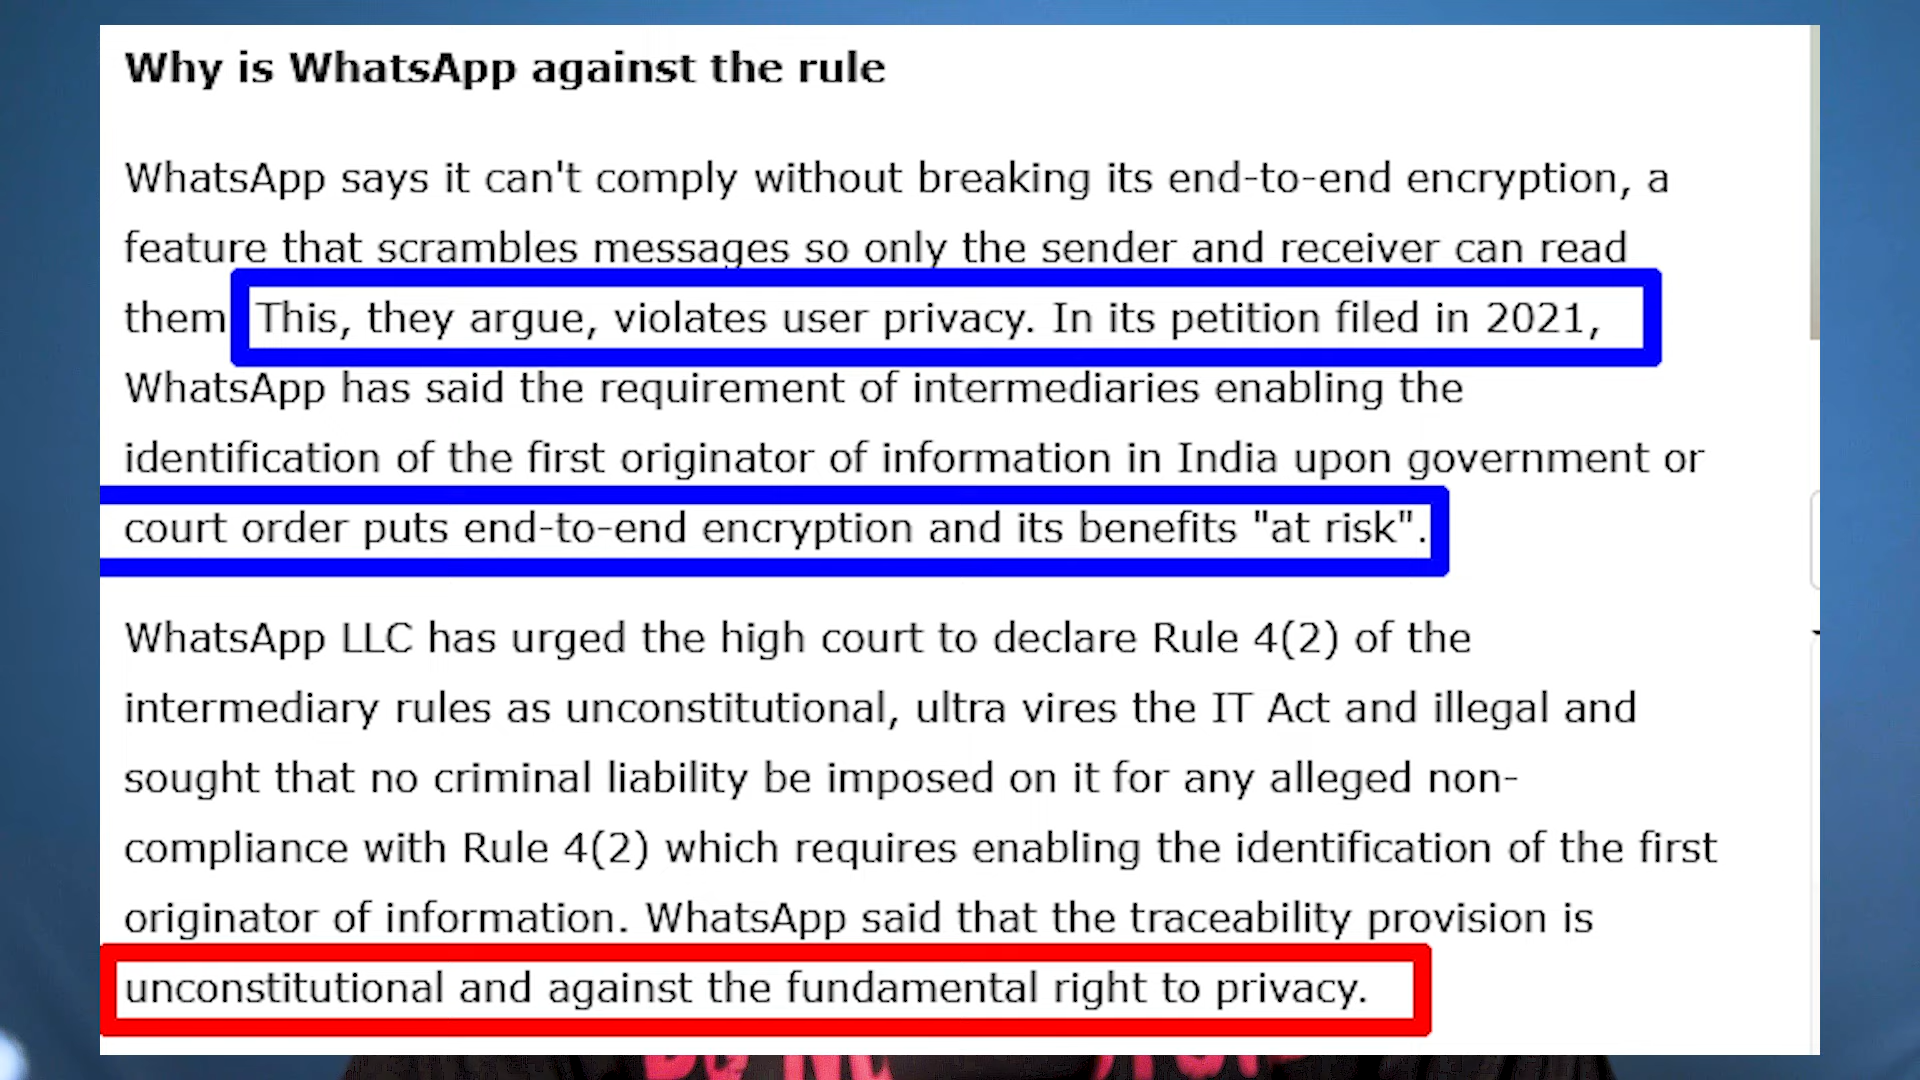 Why is WhatsApp against the rule
WhatsApp says it can't comply without breaking its end-to-end encryption, a
feature that scrambles messages so only the sender and receiver can read
them This, they argue, violates user privacy. In its petition filed in 2021,
WhatsApp has said the requirement of intermediaries enabling the
identification of the first originator of information in India upon government or
court order puts end-to-end encryption and its benefits "at risk".
WhatsApp LLC has urged the high court to declare Rule 4(2) of the
intermediary rules as unconstitutional, ultra vires the IT Act and illegal and
sought that no criminal liability be imposed on it for any alleged non-
compliance with Rule 4(2) which requires enabling the identification of the first
originator of information. WhatsApp said that the traceability provision is
unconstitutional and against the fundamental right to privacy.